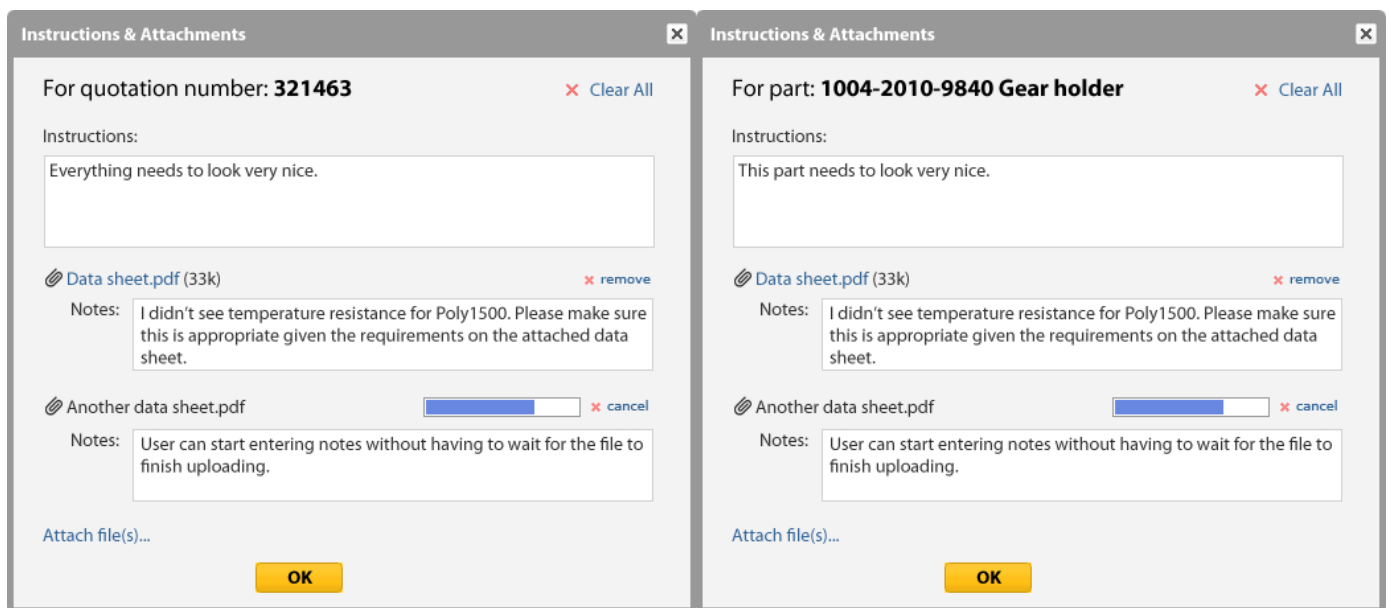 Instructions & Attachments
For quotation number: 321463
Clear All
Instructions:
Everything needs to look very nice.
Data sheet.pdf (33k)
remove
Notes:
I didn't see temperature resistance for Poly1500. Please make sure
this is appropriate given the requirements on the attached data
sheet.
Another data sheet.pdf
cancel
Notes:
User can start entering notes without having to wait for the file to
finish uploading.
Attach file(s)...
OK
Instructions & Attachments
For part: 1004-2010-9840 Gear holder
Clear All
Instructions:
This part needs to look very nice.
Data sheet.pdf (33k)
remove
Notes:
I didn't see temperature resistance for Poly1500. Please make sure
this is appropriate given the requirements on the attached data
sheet.
Another data sheet.pdf
cancel
Notes:
User can start entering notes without having to wait for the file to
finish uploading.
Attach file(s)...
OK